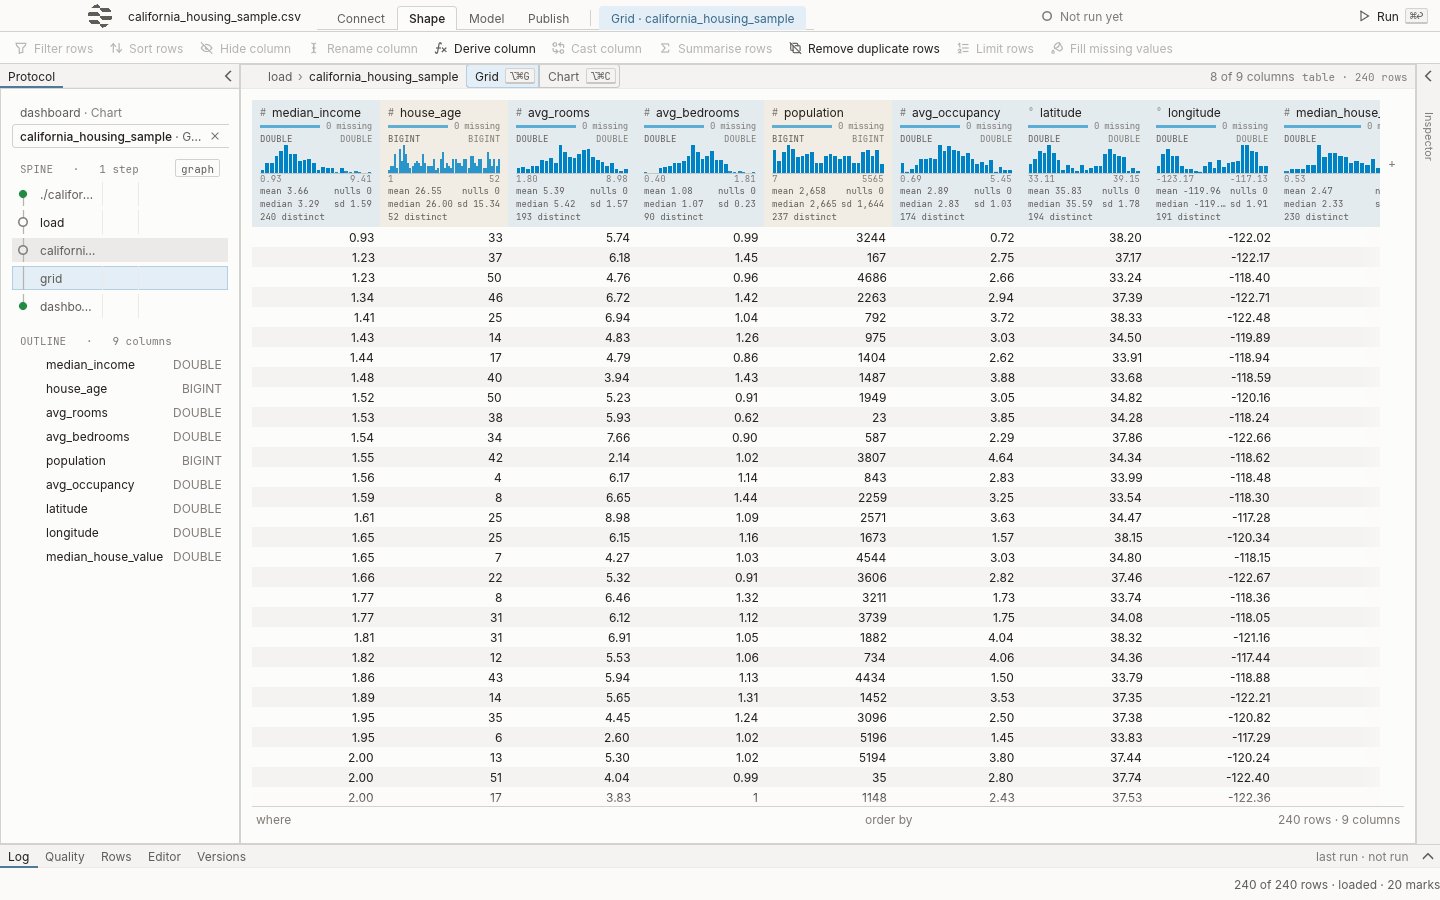 california_housing_sample.csv
Connect
Shape
Model
Publish
Grid · california_housing_sample
Not run yet
Run
Filter rows
Sort rows
Hide column
Rename column
Derive column
Cast column
Summarise rows
Remove duplicate rows
Limit rows
Fill missing values
Protocol
load › california_housing_sample
Grid
Chart
8 of 9 columns table · 240 rows
dashboard · Chart
california_housing_sample · G...
SPINE · 1 step
graph
./califor...
load
californi...
grid
dashbo...
OUTLINE · 9 columns
median_income DOUBLE
house_age BIGINT
avg_rooms DOUBLE
avg_bedrooms DOUBLE
population BIGINT
avg_occupancy DOUBLE
latitude DOUBLE
longitude DOUBLE
median_house_value DOUBLE
# median_income # house_age # avg_rooms # avg_bedrooms # population # avg_occupancy ° latitude ° longitude # median_house_
0 missing 0 missing 0 missing 0 missing 0 missing 0 missing 0 missing 0 missing 0 m
DOUBLE DOUBLE BIGINT BIGINT DOUBLE DOUBLE DOUBLE DOUBLE BIGINT BIGINT DOUBLE DOUBLE DOUBLE DOUBLE DOUBLE DOUBLE DOUBLE
0.93 9.41 1 52 1.80 8.98 0.40 1.81 7 5565 0.69 5.45 33.11 39.15 -123.17 -117.13 0.53
mean 3.66 nulls 0 mean 26.55 nulls 0 mean 5.39 nulls 0 mean 1.08 nulls 0 mean 2,658 nulls 0 mean 2.89 nulls 0 mean 35.83 nulls 0 mean -119.96 nulls 0 mean 2.47 n
median 3.29 sd 1.59 median 26.00 sd 15.34 median 5.42 sd 1.57 median 1.07 sd 0.23 median 2,665 sd 1,644 median 2.83 sd 1.03 median 35.59 sd 1.78 median -119.… sd 1.91 median 2.33 s
240 distinct 52 distinct 193 distinct 90 distinct 237 distinct 174 distinct 194 distinct 191 distinct 230 distinct
+
0.93 33 5.74 0.99 3244 0.72 38.20 -122.02
1.23 37 6.18 1.45 167 2.75 37.17 -122.17
1.23 50 4.76 0.96 4686 2.66 33.24 -118.40
1.34 46 6.72 1.42 2263 2.94 37.39 -122.71
1.41 25 6.94 1.04 792 3.72 38.33 -122.48
1.43 14 4.83 1.26 975 3.03 34.50 -119.89
1.44 17 4.79 0.86 1404 2.62 33.91 -118.94
1.48 40 3.94 1.43 1487 3.88 33.68 -118.59
1.52 50 5.23 0.91 1949 3.05 34.82 -120.16
1.53 38 5.93 0.62 23 3.85 34.28 -118.24
1.54 34 7.66 0.90 587 2.29 37.86 -122.66
1.55 42 2.14 1.02 3807 4.64 34.34 -118.62
1.56 4 6.17 1.14 843 2.83 33.99 -118.48
1.59 8 6.65 1.44 2259 3.25 33.54 -118.30
1.61 25 8.98 1.09 2571 3.63 34.47 -117.28
1.65 25 6.15 1.16 1673 1.57 38.15 -120.34
1.65 7 4.27 1.03 4544 3.03 34.80 -118.15
1.66 22 5.32 0.91 3606 2.82 37.46 -122.67
1.77 8 6.46 1.32 3211 1.73 33.74 -118.36
1.77 31 6.12 1.12 3739 1.75 34.08 -118.05
1.81 31 6.91 1.05 1882 4.04 38.32 -121.16
1.82 12 5.53 1.06 734 4.06 34.36 -117.44
1.86 43 5.94 1.13 4434 1.50 33.79 -118.88
1.89 14 5.65 1.31 1452 3.53 37.35 -122.21
1.95 35 4.45 1.24 3096 2.50 37.38 -120.82
1.95 6 2.60 1.02 5196 1.45 33.83 -117.29
2.00 13 5.30 1.02 5194 3.80 37.44 -120.24
2.00 51 4.04 0.99 35 2.80 37.74 -122.40
2.00 17 3.83 1 1148 2.43 37.53 -122.36
where
order by
240 rows · 9 columns
Inspector
Log
Quality
Rows
Editor
Versions
last run · not run
240 of 240 rows · loaded · 20 marks